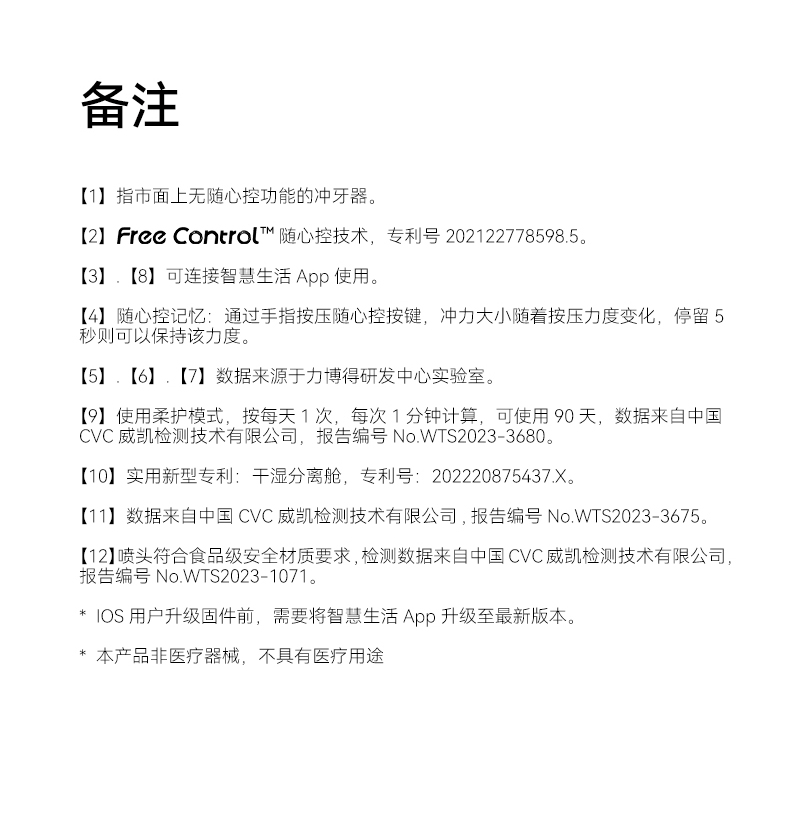 备注
【1】指市面上无随心控功能的冲牙器。
【2】Free Control™ 随心控技术，专利号 202122778598.5。
【3】.【8】可连接智慧生活 App 使用。
【4】随心控记忆：通过手指按压随心控按键，冲力大小随着按压力度变化，停留 5
秒则可以保持该力度。
【5】.【6】.【7】数据来源于力博得研发中心实验室。
【9】使用柔护模式，按每天 1 次，每次 1 分钟计算，可使用 90 天，数据来自中国
CVC 威凯检测技术有限公司，报告编号 No.WTS2023-3680。
【10】实用新型专利：干湿分离舱，专利号：202220875437.X。
【11】数据来自中国 CVC 威凯检测技术有限公司，报告编号 No.WTS2023-3675。
【12】喷头符合食品级安全材质要求，检测数据来自中国 CVC 威凯检测技术有限公司，
报告编号 No.WTS2023-1071。
* IOS 用户升级固件前，需要将智慧生活 App 升级至最新版本。
* 本产品非医疗器械，不具有医疗用途